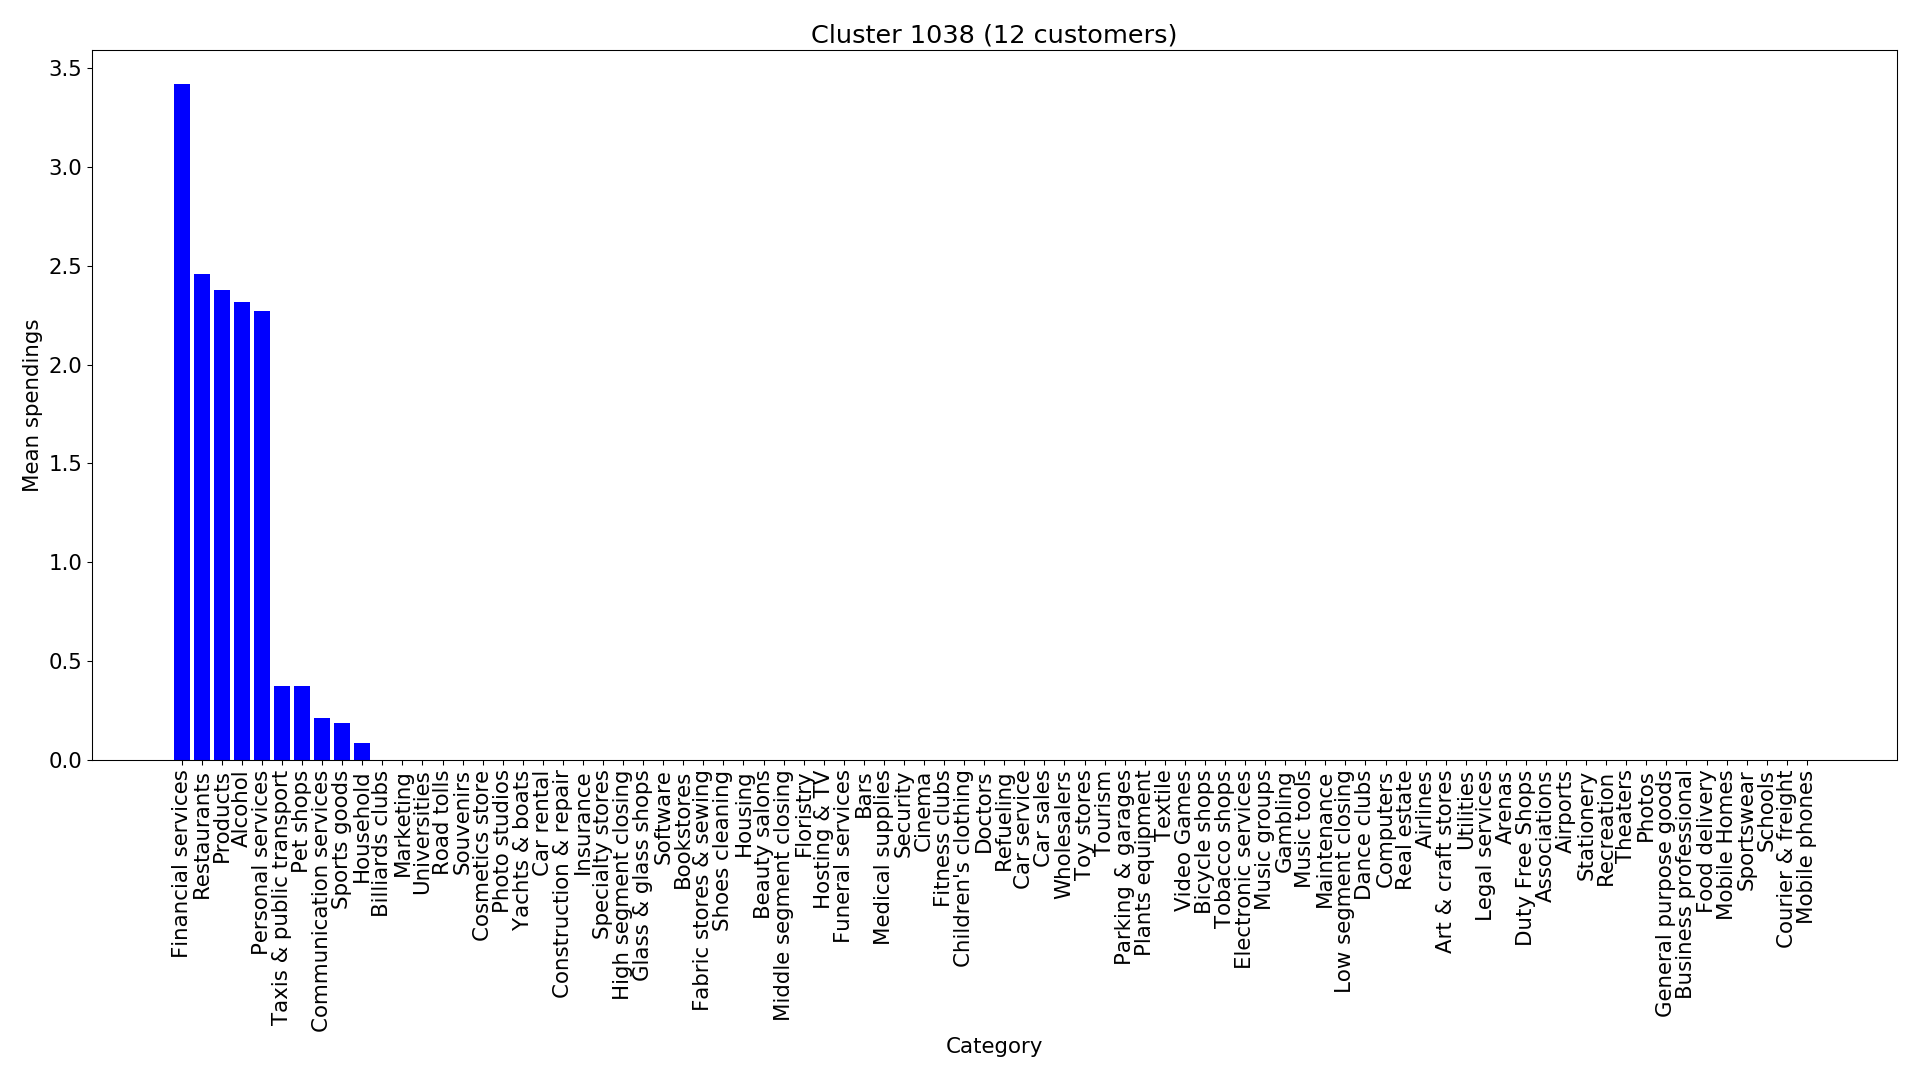 Cluster 1038 (12 customers)
Mean spendings
3.5
3.0
2.5
2.0
1.5
1.0
0.5
0.0
Financial services
Restaurants
Products
Alcohol
Personal services
Taxis & public transport
Pet shops
Communication services
Sports goods
Household
Billiards clubs
Marketing
Universities
Road tolls
Souvenirs
Cosmetics store
Photo studios
Yachts & boats
Car rental
Construction & repair
Insurance
Specialty stores
High segment closing
Glass & glass shops
Software
Bookstores
Fabric stores & sewing
Shoes cleaning
Housing
Beauty salons
Middle segment closing
Floristry
Hosting & TV
Funeral services
Bars
Medical supplies
Security
Cinema
Fitness clubs
Children's clothing
Doctors
Refueling
Car service
Car sales
Wholesalers
Toy stores
Tourism
Parking & garages
Plants equipment
Textile
Video Games
Bicycle shops
Tobacco shops
Electronic services
Music groups
Gambling
Music tools
Maintenance
Low segment closing
Dance clubs
Computers
Real estate
Airlines
Art & craft stores
Utilities
Legal services
Arenas
Duty Free Shops
Associations
Airports
Stationery
Recreation
Theaters
Photos
General purpose goods
Business professional
Food delivery
Mobile Homes
Sportswear
Schools
Courier & freight
Mobile phones
Category